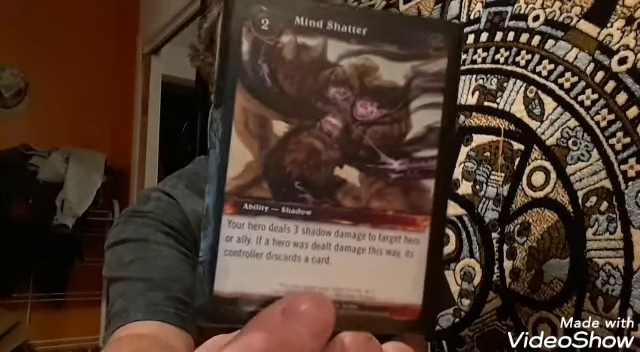 2
Mind Shatter
Ability — Shadow
Your hero deals 3 shadow damage to target hero
or ally. If a hero was dealt damage this way, its
controller discards a card.
Made with
VideoShow